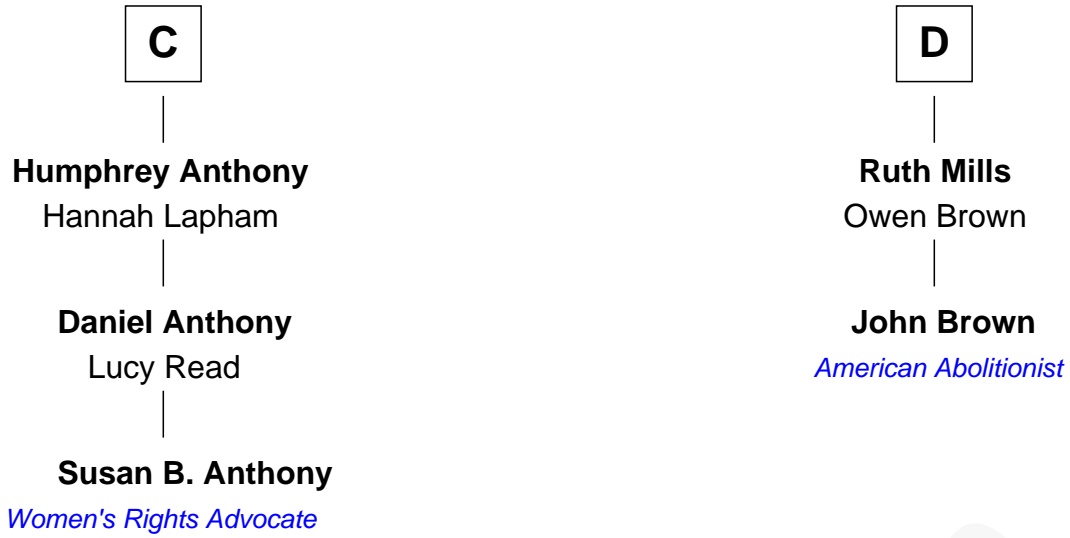 C
Humphrey Anthony
Hannah Lapham
Daniel Anthony
Lucy Read
Susan B. Anthony
Women's Rights Advocate
D
Ruth Mills
Owen Brown
John Brown
American Abolitionist